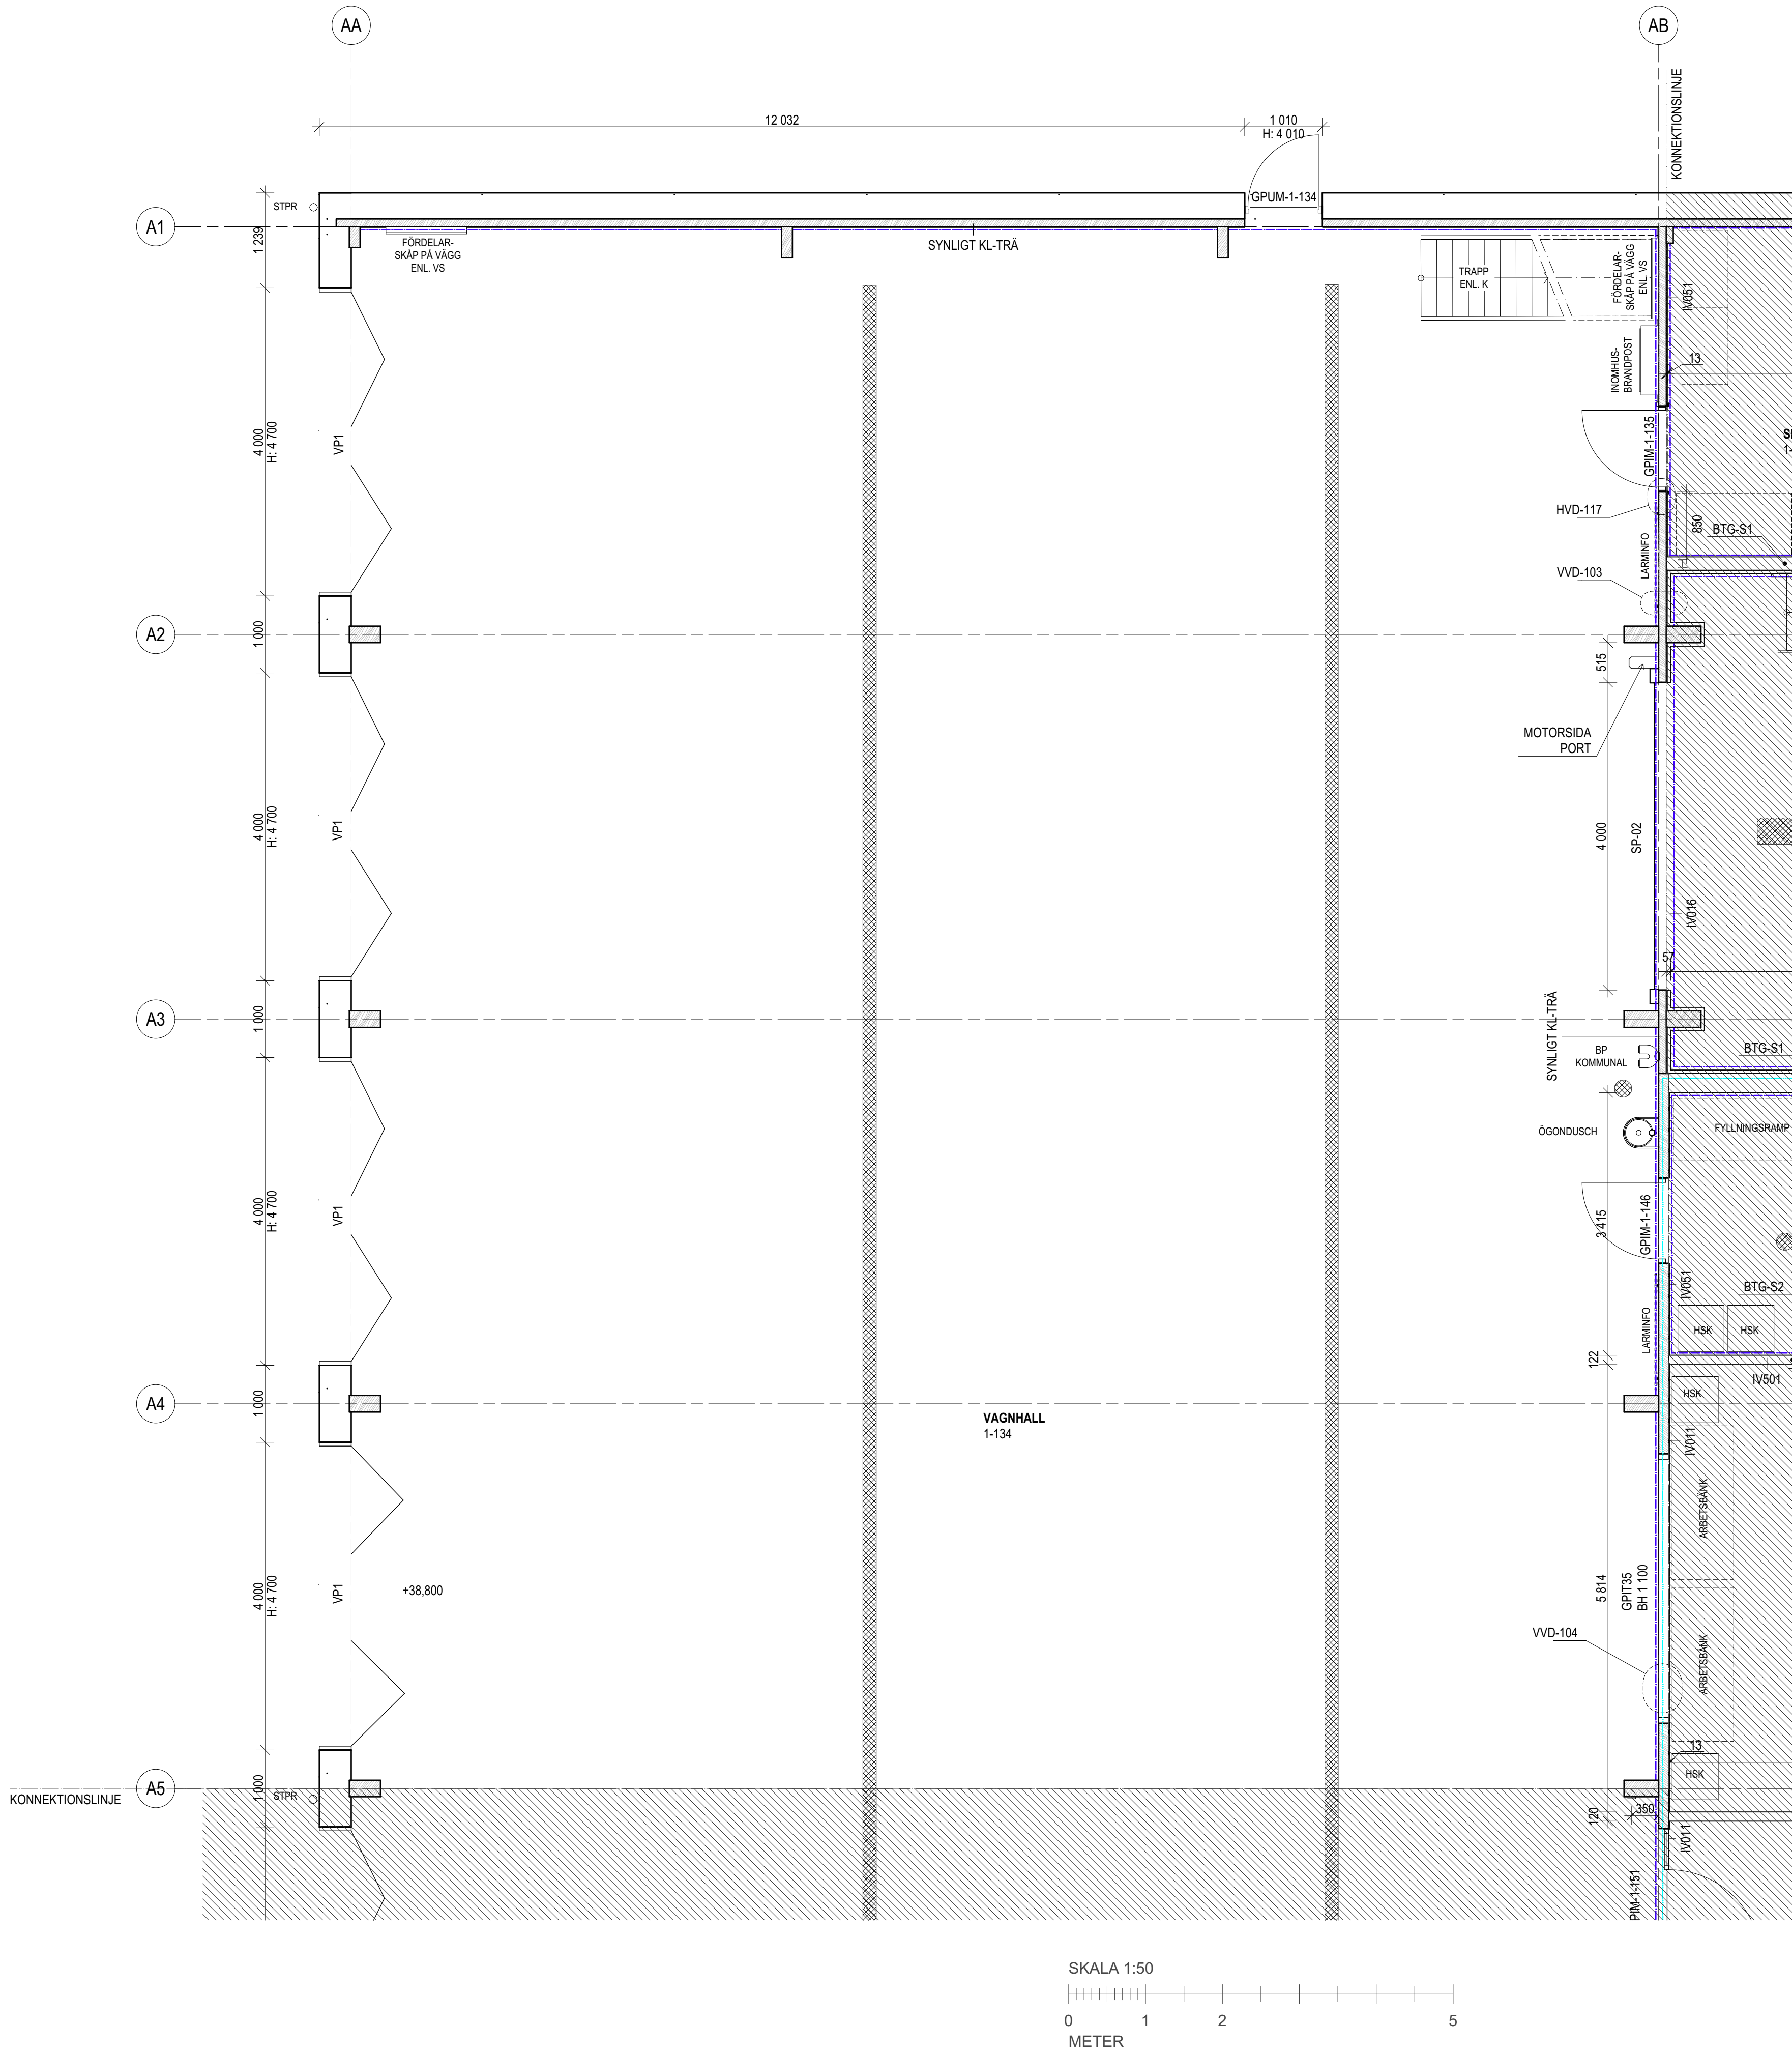 AA
AB
KONNEKTIONSLINJE
12 032
1 010
H: 4 010
GPUM-1-134
STPR
A1
1 239
FÖRDELAR-
SKÅP PÅ VÄGG
ENL. VS
SYNLIGT KL-TRÄ
TRAPP
ENL. K
FÖRDELAR-
SKÅP PÅ VÄGG
ENL. VS
IV051
INOMHUS-
BRANDPOST
13
4 000
H: 4 700
VP1
GPIM-1-135
HVD-117
850
BTG-S1
LARMINFO
VVD-103
A2
1 000
515
MOTORSIDA
PORT
4 000
H: 4 700
VP1
4 000
SP-02
IV016
57
A3
1 000
SYNLIGT KL-TRÄ
BP
KOMMUNAL
BTG-S1
ÖGONDUSCH
FYLLNINGSRAMP
4 000
H: 4 700
VP1
3 415
GPIM-1-146
IV051
BTG-S2
LARMINFO
HSK
HSK
122
IV501
A4
1 000
HSK
VAGNHALL
1-134
IV011
ARBETSBÄNK
4 000
H: 4 700
VP1
+38,800
5 814
GPIT35
BH 1 100
VVD-104
ARBETSBÄNK
13
HSK
KONNEKTIONSLINJE
A5
1 000
STPR
120
350
IV011
PIM-1-151
SKALA 1:50
0
1
2
5
METER